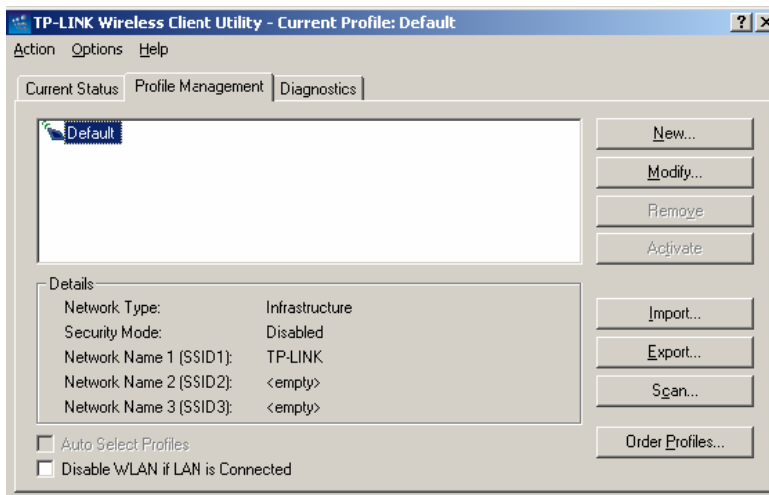 TP-LINK Wireless Client Utility - Current Profile: Default
Action Options Help
Current Status Profile Management Diagnostics
Default
New...
Modify...
Remove
Activate
Details
Network Type: Infrastructure
Security Mode: Disabled
Network Name 1 (SSID1): TP-LINK
Network Name 2 (SSID2): <empty>
Network Name 3 (SSID3): <empty>
Import...
Export...
Scan...
Order Profiles...
Auto Select Profiles
Disable WLAN if LAN is Connected